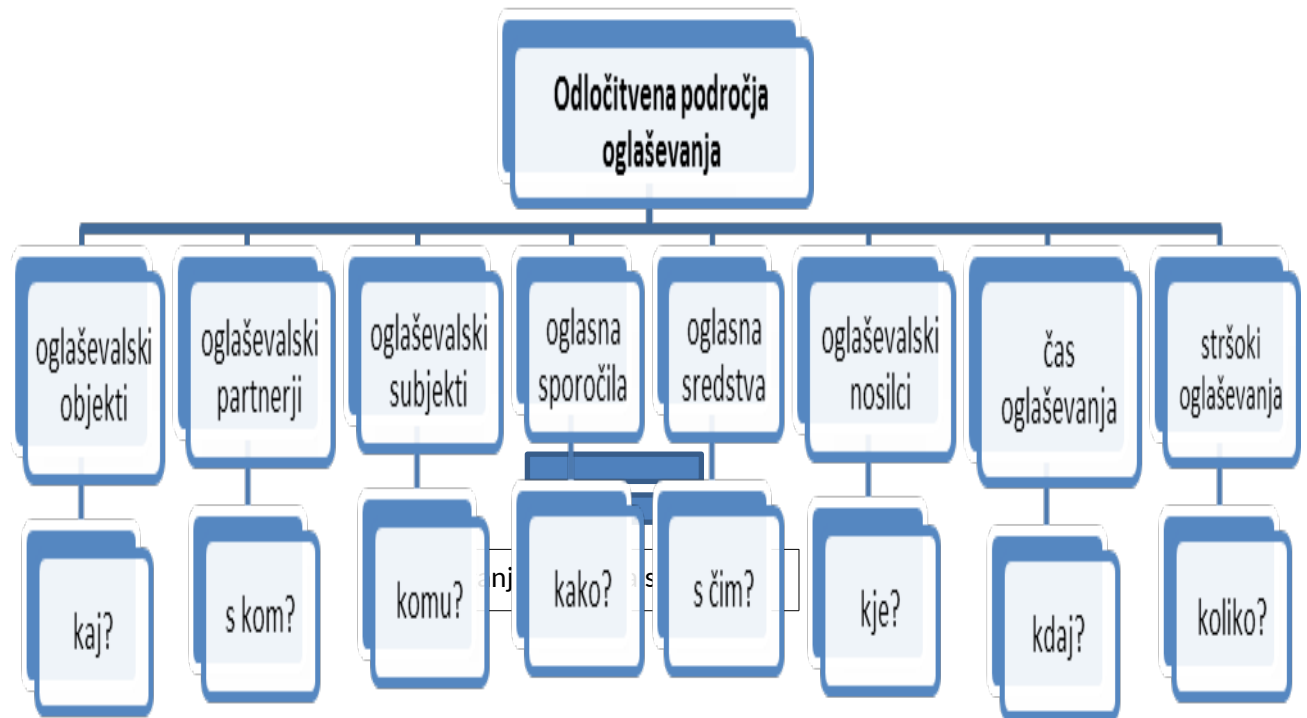 Odločitvena področja
oglaševanja
oglaševalski
objekti
oglaševalski
partnerji
oglaševalski
subjekti
oglasna
sporočila
oglasna
sredstva
oglaševalski
nosilci
čas
oglaševanja
stršoki
oglaševanja
kaj?
s kom?
komu?
kako?
s čim?
kje?
kdaj?
koliko?